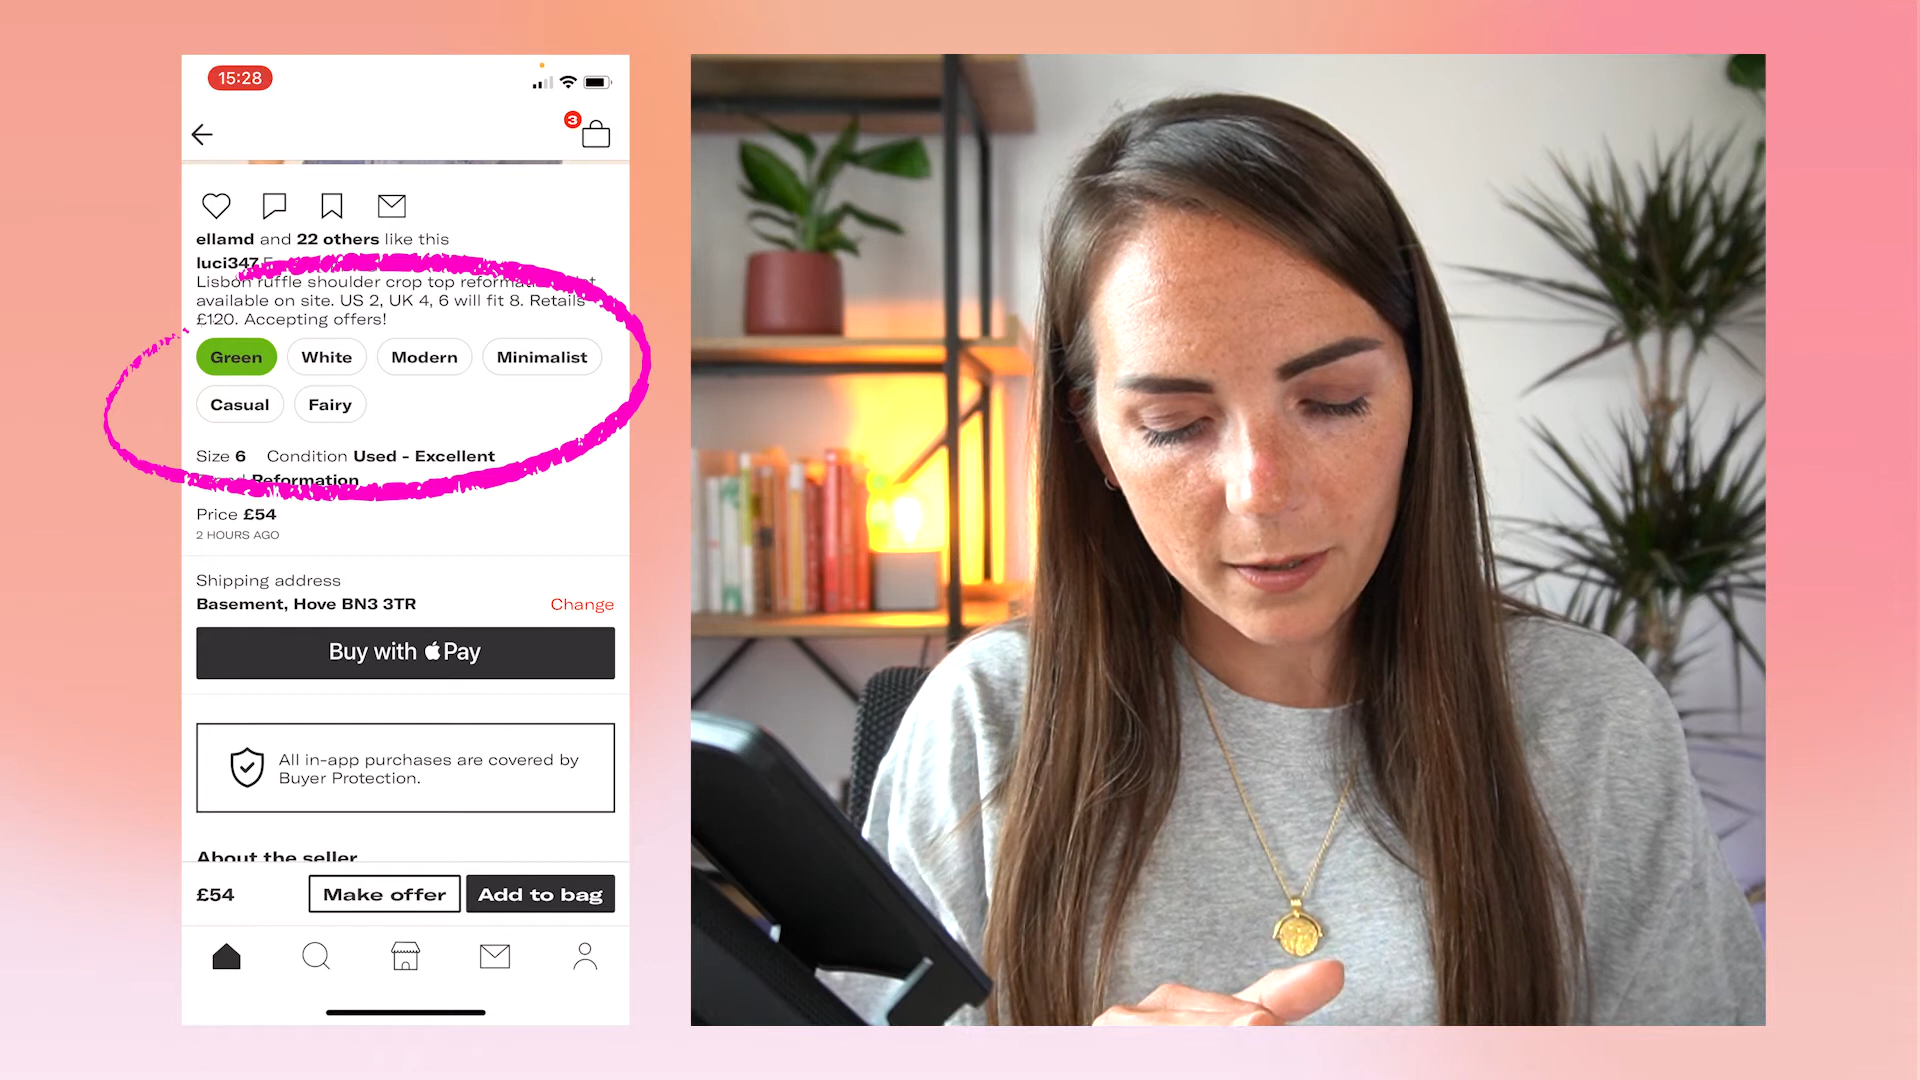 15:28
3
ellamd and 22 others like this
luci347
Lisbon ruffle shoulder crop top
available on site. US 2, UK 4, 6 will fit 8. Retails
£120. Accepting offers!
Green White Modern Minimalist
Casual Fairy
Size 6 Condition Used - Excellent
Reformation
Price £54
2 HOURS AGO
Shipping address
Basement, Hove BN3 3TR Change
Buy with Pay
All in-app purchases are covered by
Buyer Protection.
About the seller
£54 Make offer Add to bag